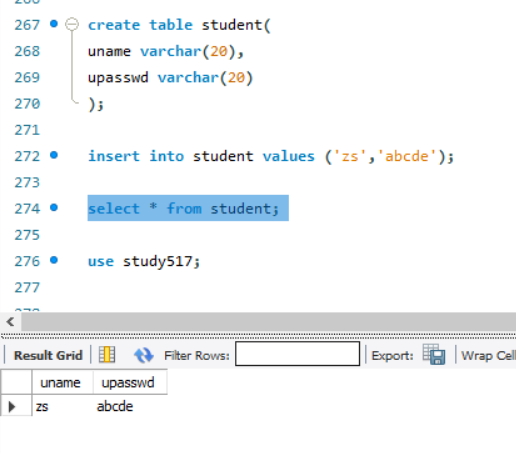 267 create table student(
268 uname varchar(20),
269 upasswd varchar(20)
270 );
271
272 insert into student values ('zs','abcde');
273
274 select * from student;
275
276 use study517;
277
Result Grid Filter Rows: Export: Wrap Cell
uname upasswd
zs abcde